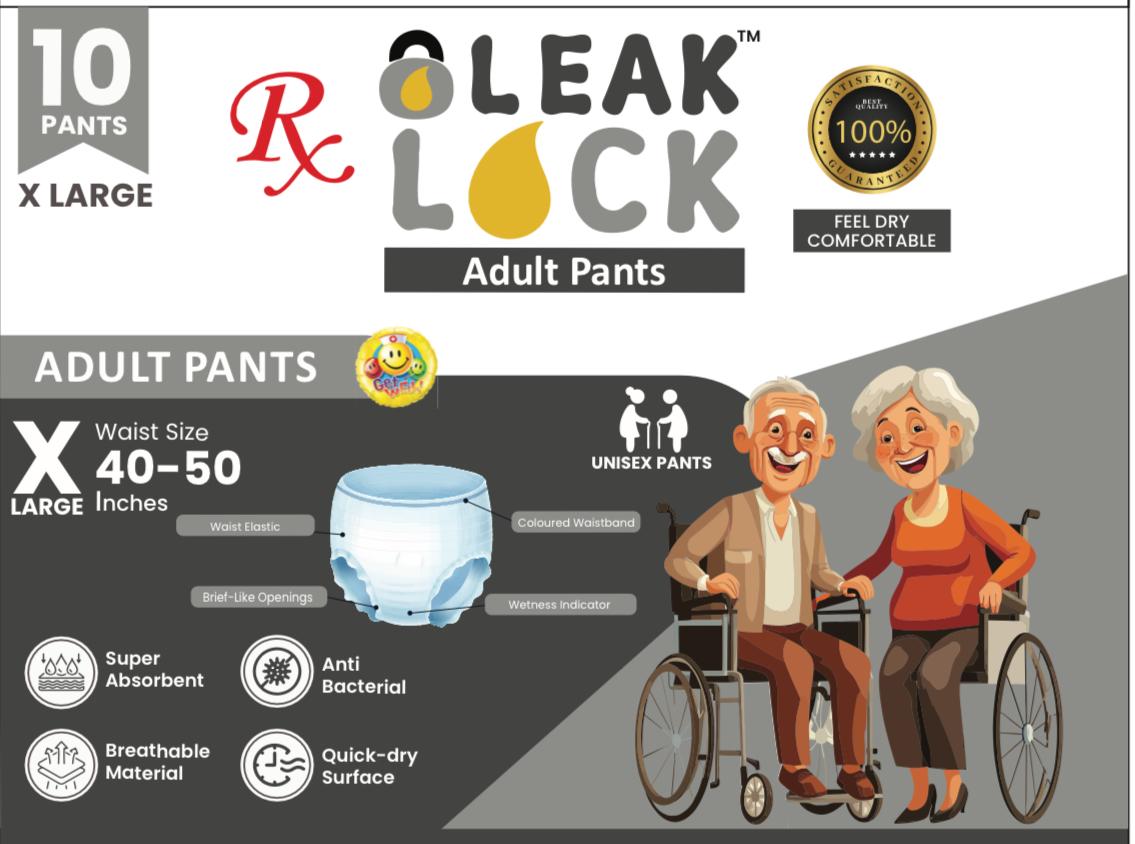 10
PANTS
X LARGE
Rx
LEAK™
LOCK
Adult Pants
SATISFACTION
BEST
QUALITY
100%
GUARANTEED
FEEL DRY
COMFORTABLE
ADULT PANTS
Get Well!
X
LARGE
Waist Size
40-50
Inches
UNISEX PANTS
Waist Elastic
Coloured Waistband
Brief-Like Openings
Wetness Indicator
Super
Absorbent
Anti
Bacterial
Breathable
Material
Quick-dry
Surface